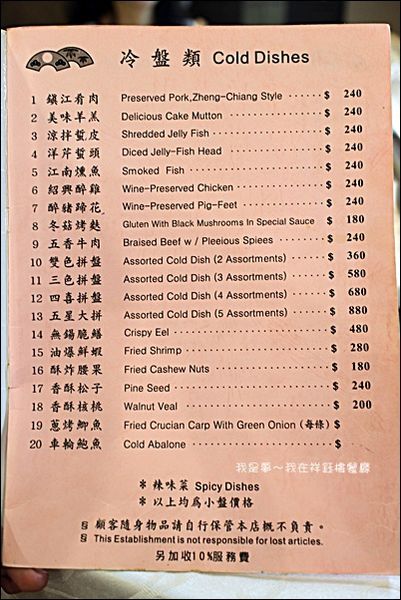 冷盤類 Cold Dishes
1 鎮江肴肉 Preserved Pork,Zheng-Chiang Style ······ $ 240
2 美味羊羔 Delicious Cake Mutton ·················· $ 240
3 涼拌蜇皮 Shredded Jelly Fish ···················· $ 240
4 洋芹蜇頭 Diced Jelly-Fish Head ·················· $ 240
5 江南燻魚 Smoked Fish ···················· $ 240
6 紹興醉雞 Wine-Preserved Chicken ················ $ 240
7 醉豬蹄花 Wine-Preserved Pig-Feet ··············· $ 240
8 冬菇烤麩 Gluten With Black Mushrooms In Special Sauce $ 180
9 五香牛肉 Braised Beef w / Pleeious Spiees ········ $ 240
10 雙色拼盤 Assorted Cold Dish (2 Assortments) ······ $ 360
11 三色拼盤 Assorted Cold Dish (3 Assortments) ······ $ 580
12 四喜拼盤 Assorted Cold Dish (4 Assortments) ······ $ 680
13 五星大拼 Assorted Cold Dish (5 Assortments) ······ $ 880
14 無錫脆鱔 Crispy Eel ···························· $ 480
15 油爆鮮蝦 Fried Shrimp ·························· $ 280
16 酥炸腰果 Fried Cashew Nuts ···················· $ 180
17 香酥松子 Pine Seed ···························· $ 240
18 香酥核桃 Walnut Veal ·························· $ 200
19 蔥烤鯽魚 Fried Crucian Carp With Green Onion (每條) $
20 車輪鮑魚 Cold Abalone ························ $
我是夢～我在祥鈺樓餐廳
＊辣味菜 Spicy Dishes
＊以上均為小盤價格
§ 顧客隨身物品請自行保管本店概不負責。
§ This Establishment is not responsible for lost articles.
另加收10%服務費